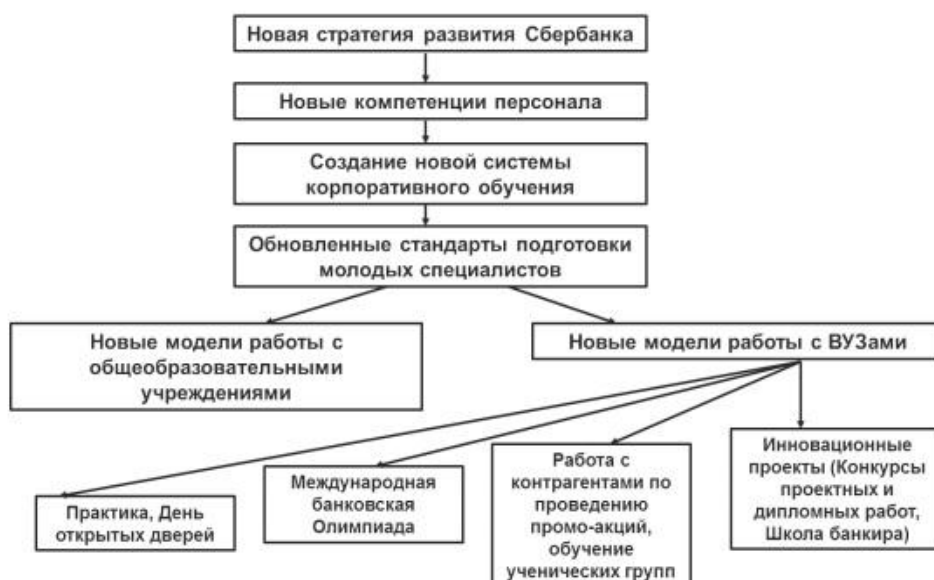 Новая стратегия развития Сбербанка
Новые компетенции персонала
Создание новой системы
корпоративного обучения
Обновленные стандарты подготовки
молодых специалистов
Новые модели работы с
общеобразовательными
учреждениями
Новые модели работы с ВУЗами
Практика, День
открытых дверей
Международная
банковская
Олимпиада
Работа с
контрагентами по
проведению
промо-акций,
обучение
ученических групп
Инновационные
проекты (Конкурсы
проектных и
дипломных работ,
Школа банкира)